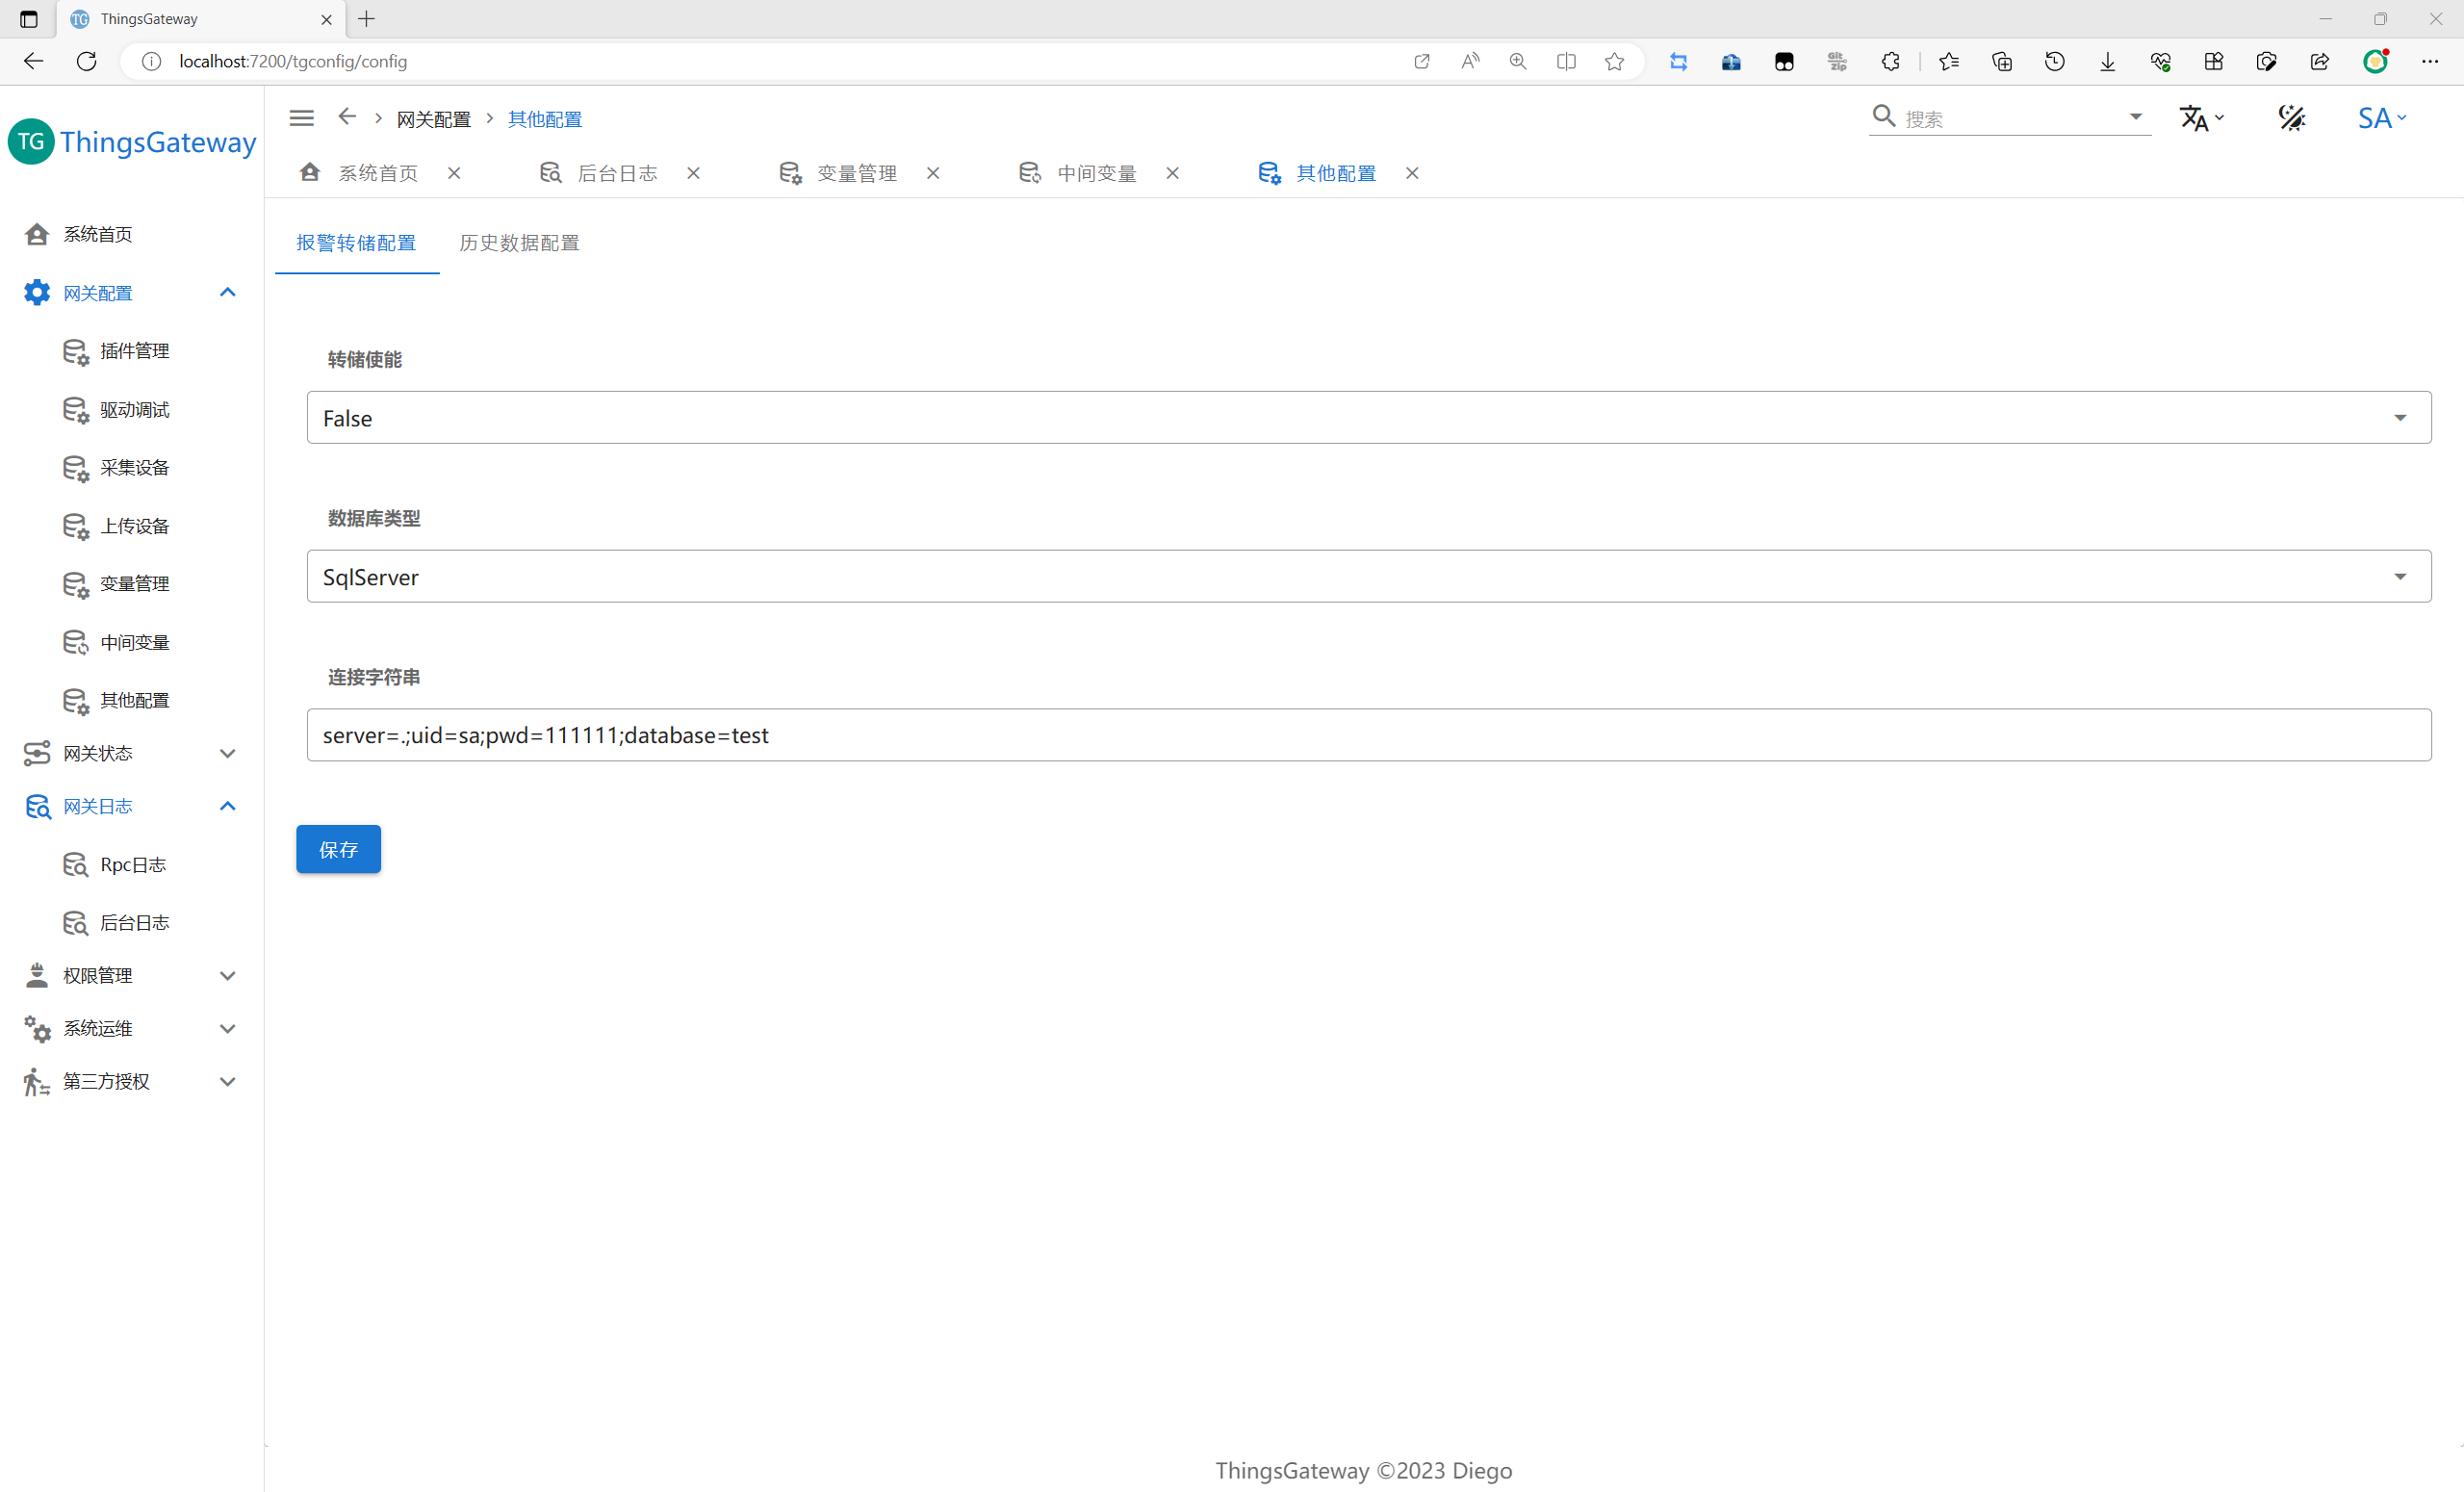 ThingsGateway
localhost:7200/tgconfig/config
TG ThingsGateway
网关配置 其他配置
搜索
SA
系统首页 后台日志 变量管理 中间变量 其他配置
系统首页
网关配置
插件管理
驱动调试
采集设备
上传设备
变量管理
中间变量
其他配置
网关状态
网关日志
Rpc日志
后台日志
权限管理
系统运维
第三方授权
报警转储配置 历史数据配置
转储使能
False
数据库类型
SqlServer
连接字符串
server=.;uid=sa;pwd=111111;database=test
保存
ThingsGateway ©2023 Diego